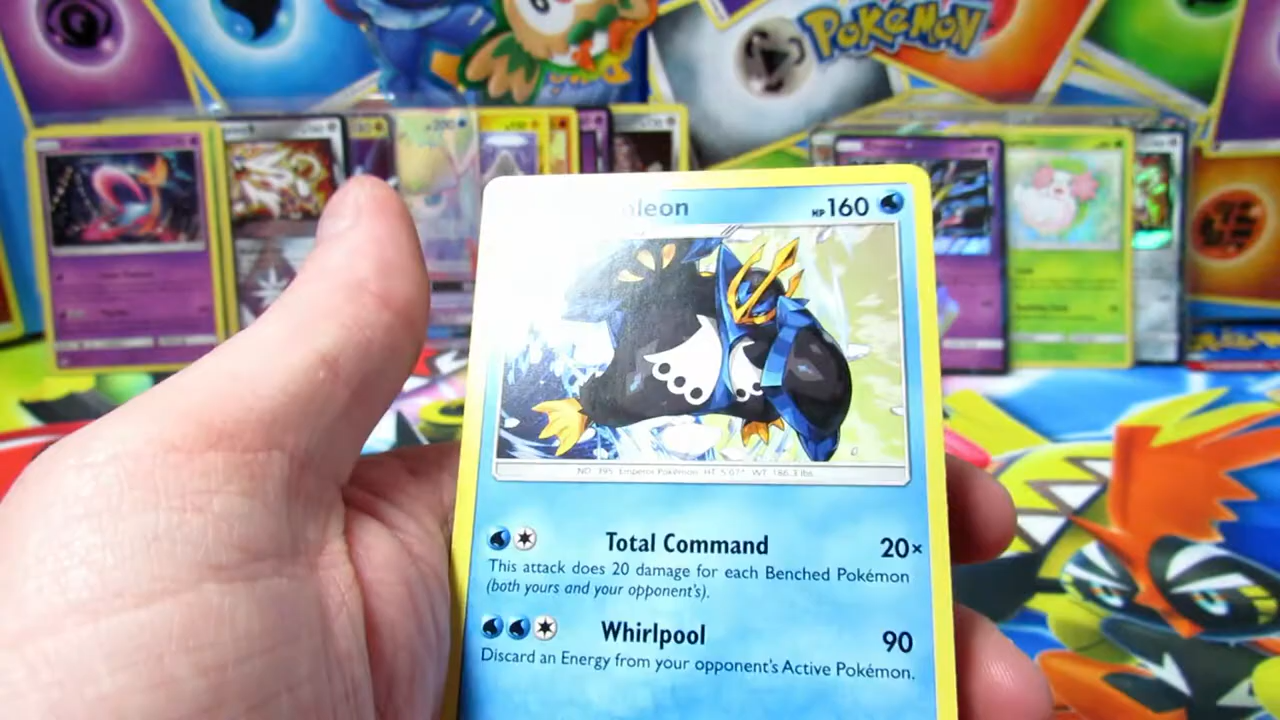 POKéMON
oleon HP160
NO. 395 Emperor Pokémon HT: 5'07" WT: 186.3 lbs.
Total Command 20×
This attack does 20 damage for each Benched Pokémon
(both yours and your opponent's).
Whirlpool 90
Discard an Energy from your opponent's Active Pokémon.